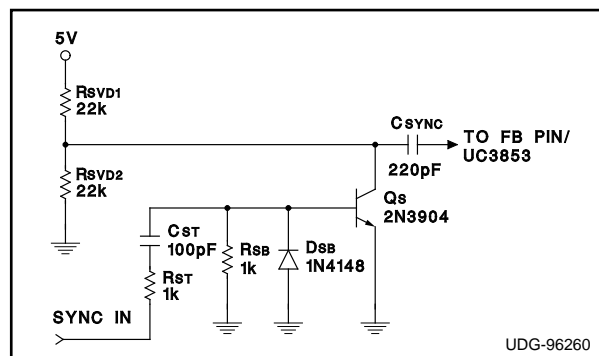 5V
RSVD1
22k
RSVD2
22k
CSYNC
220pF
TO FB PIN/
UC3853
QS
2N3904
CST
100pF
RST
1k
RSB
1k
DSB
1N4148
SYNC IN
UDG-96260